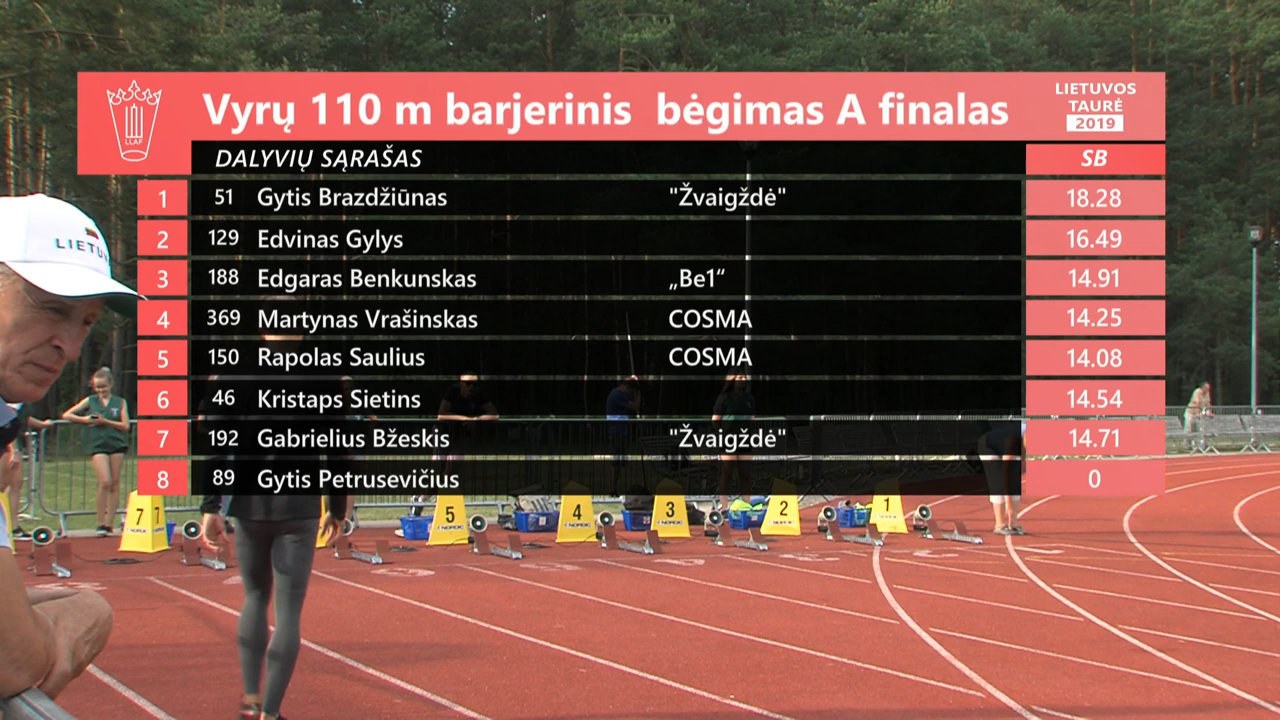 Vyrų 110 m barjerinis bėgimas A finalas
LIETUVOS
TAURĖ
2019
LLAF
DALYVIŲ SĄRAŠAS SB
1 51 Gytis Brazdžiūnas "Žvaigždė" 18.28
2 129 Edvinas Gylys 16.49
3 188 Edgaras Benkunskas „Be1“ 14.91
4 369 Martynas Vrašinskas COSMA 14.25
5 150 Rapolas Saulius COSMA 14.08
6 46 Kristaps Sietins 14.54
7 192 Gabrielius Bžeskis "Žvaigždė" 14.71
8 89 Gytis Petrusevičius 0
7 7
5
4
3
2
1
NORDIC